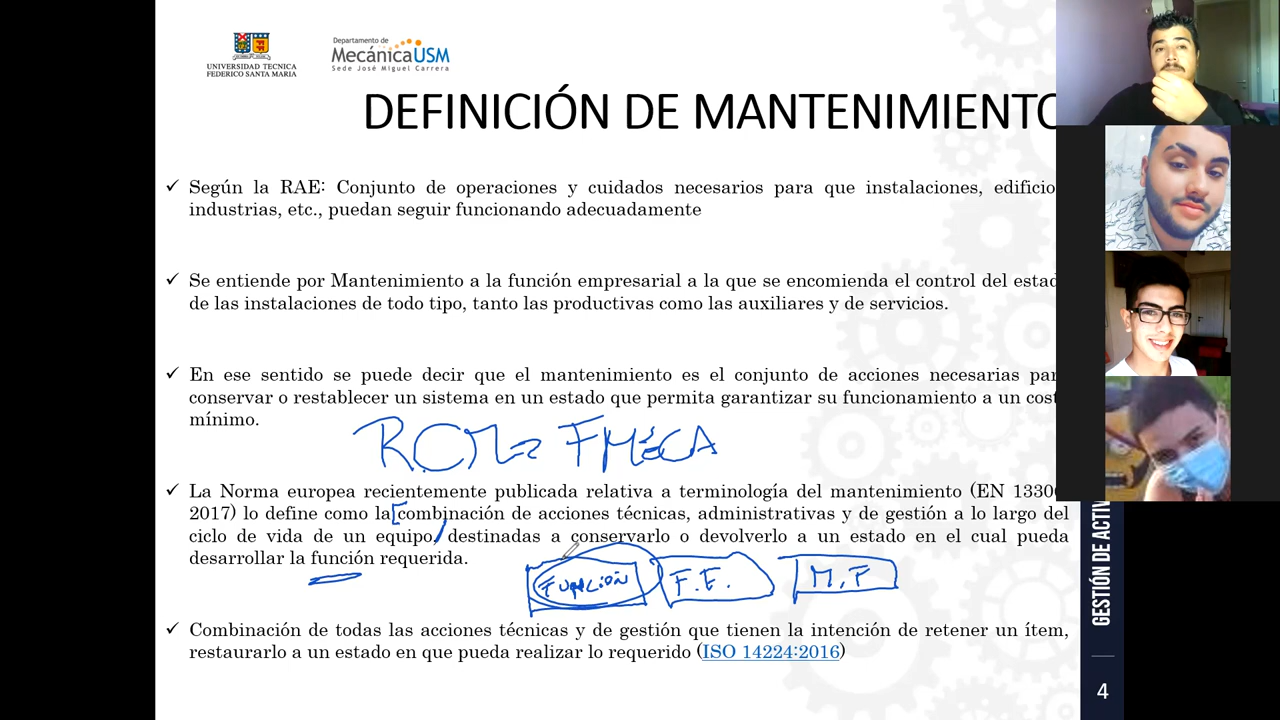 UNIVERSIDAD TECNICA
FEDERICO SANTA MARIA
Departamento de
MecánicaUSM
Sede José Miguel Carrera
DEFINICIÓN DE MANTENIMIENTO
✓ Según la RAE: Conjunto de operaciones y cuidados necesarios para que instalaciones, edificio
industrias, etc., puedan seguir funcionando adecuadamente
✓ Se entiende por Mantenimiento a la función empresarial a la que se encomienda el control del estad
de las instalaciones de todo tipo, tanto las productivas como las auxiliares y de servicios.
✓ En ese sentido se puede decir que el mantenimiento es el conjunto de acciones necesarias par
conservar o restablecer un sistema en un estado que permita garantizar su funcionamiento a un cost
mínimo.
RCM FMECA
✓ La Norma europea recientemente publicada relativa a terminología del mantenimiento (EN 13306
2017) lo define como la combinación de acciones técnicas, administrativas y de gestión a lo largo del
ciclo de vida de un equipo, destinadas a conservarlo o devolverlo a un estado en el cual pueda
desarrollar la función requerida.
FUNCIÓN F.F. M.F
✓ Combinación de todas las acciones técnicas y de gestión que tienen la intención de retener un ítem,
restaurarlo a un estado en que pueda realizar lo requerido (ISO 14224:2016)
GESTIÓN DE ACTIV
4